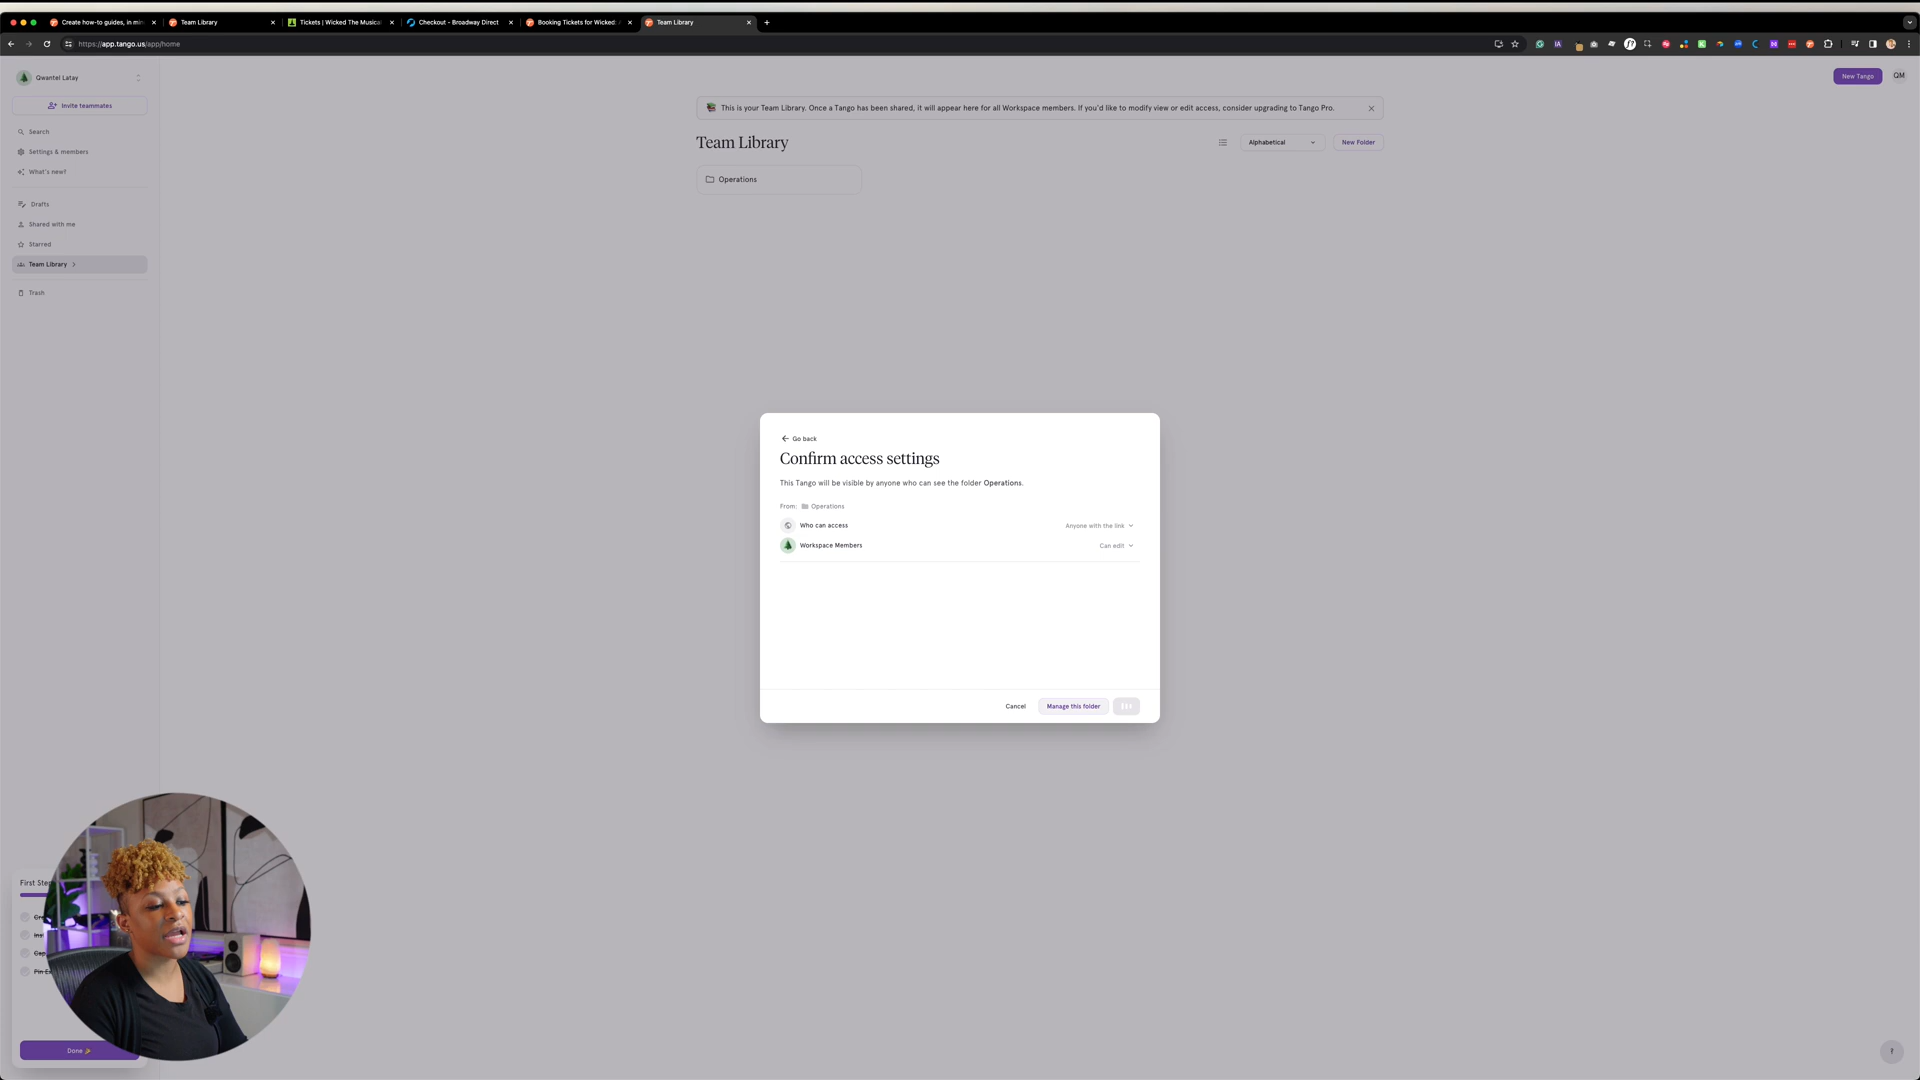 Create how-to guides, in min
Team Library
Tickets | Wicked The Musical
Checkout - Broadway Direct
Booking Tickets for Wicked:
Team Library
https://app.tango.us/app/home
Qwantel Latay
New Tango
QM
Invite teammates
This is your Team Library. Once a Tango has been shared, it will appear here for all Workspace members. If you'd like to modify view or edit access, consider upgrading to Tango Pro.
Search
Team Library
Alphabetical
New Folder
Settings & members
What's new?
Operations
Drafts
Shared with me
Starred
Team Library
Trash
Go back
Confirm access settings
This Tango will be visible by anyone who can see the folder Operations.
From: Operations
Who can access
Anyone with the link
Workspace Members
Can edit
Cancel
Manage this folder
First Step
Cre
Ins
Cap
Pin Ex
Done
?